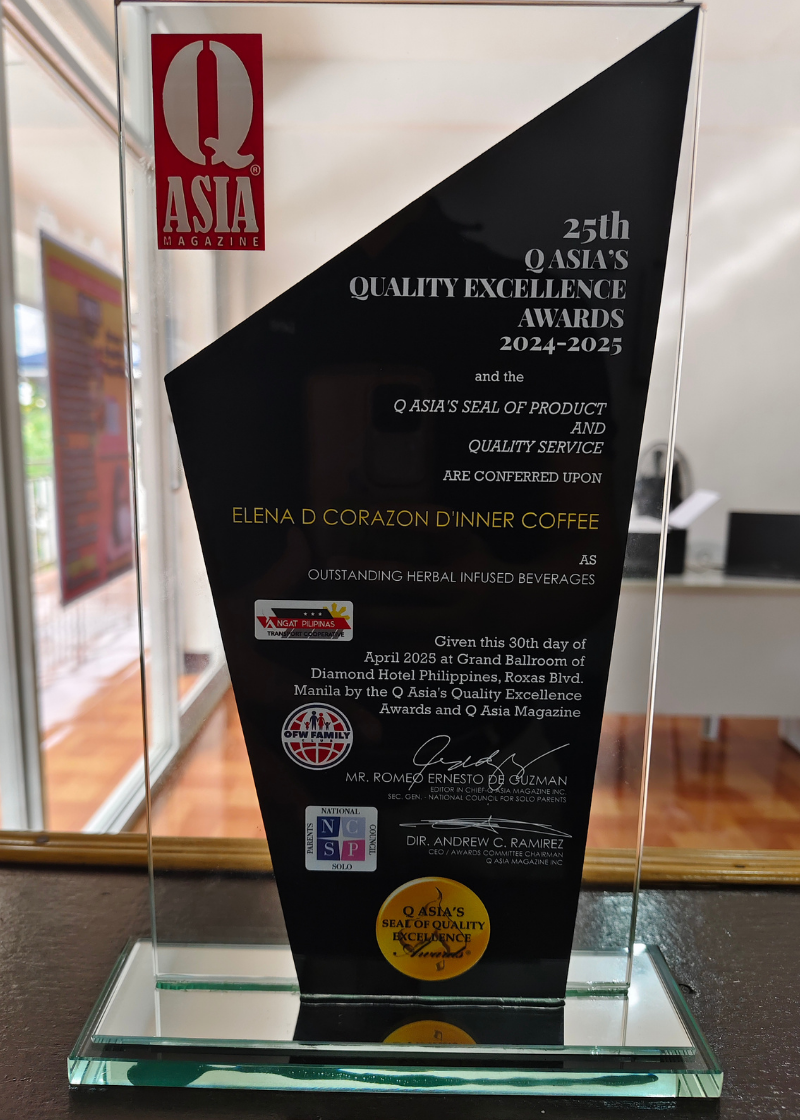 Q
ASIA®
MAGAZINE
25th
Q ASIA'S
QUALITY EXCELLENCE
AWARDS
2024-2025
and the
Q ASIA'S SEAL OF PRODUCT
AND
QUALITY SERVICE
ARE CONFERRED UPON
ELENA D CORAZON D'INNER COFFEE
AS
OUTSTANDING HERBAL INFUSED BEVERAGES
ANGAT PILIPINAS
TRANSPORT COOPERATIVE
Given this 30th day of
April 2025 at Grand Ballroom of
Diamond Hotel Philippines, Roxas Blvd.
Manila by the Q Asia's Quality Excellence
Awards and Q Asia Magazine
OFW FAMILY
CLUB
MR. ROMEO ERNESTO DE GUZMAN
EDITOR IN CHIEF-Q ASIA MAGAZINE INC.
SEC. GEN. - NATIONAL COUNCIL FOR SOLO PARENTS
NATIONAL
PARENTS
NC
SP
COUNCIL
SOLO
DIR. ANDREW C. RAMIREZ
CEO / AWARDS COMMITTEE CHAIRMAN
Q ASIA MAGAZINE INC
Q ASIA'S
SEAL OF QUALITY
EXCELLENCE
Awards®